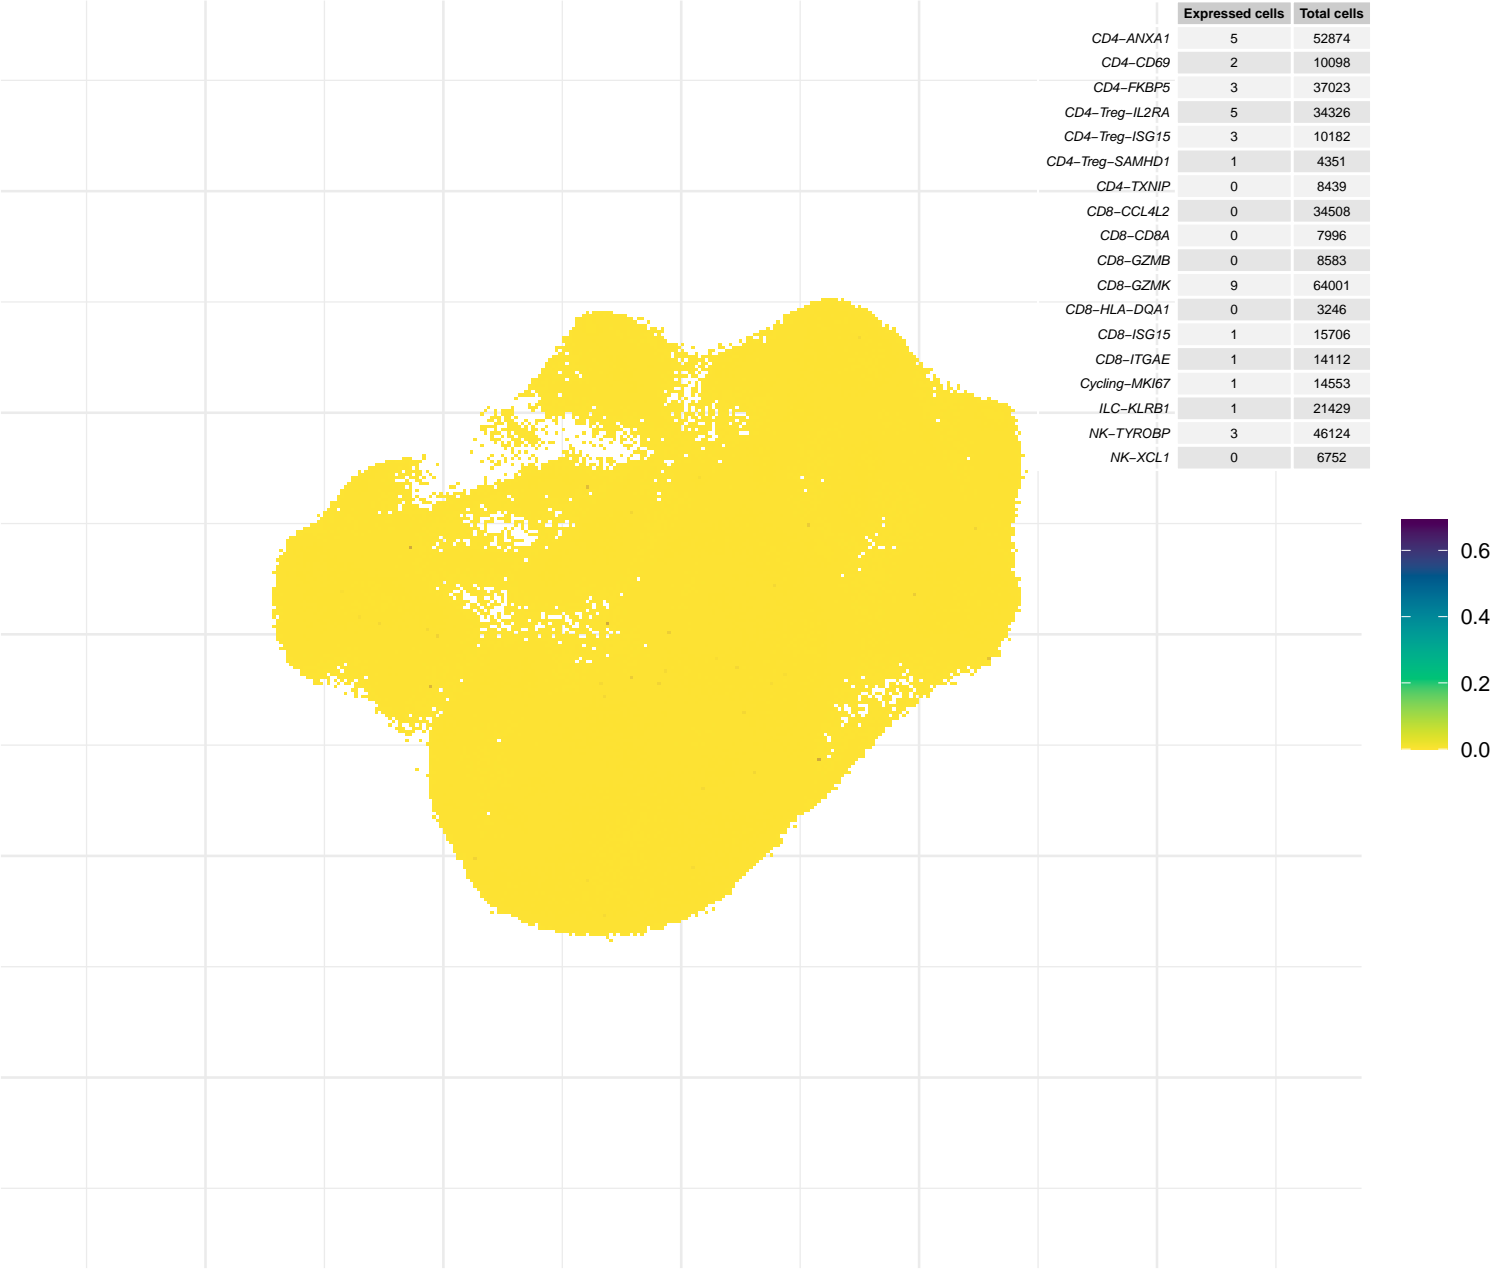 Expressed cells Total cells
CD4−ANXA1 5 52874
CD4−CD69 2 10098
CD4−FKBP5 3 37023
CD4−Treg−IL2RA 5 34326
CD4−Treg−ISG15 3 10182
CD4−Treg−SAMHD1 1 4351
CD4−TXNIP 0 8439
CD8−CCL4L2 0 34508
CD8−CD8A 0 7996
CD8−GZMB 0 8583
CD8−GZMK 9 64001
CD8−HLA−DQA1 0 3246
CD8−ISG15 1 15706
CD8−ITGAE 1 14112
Cycling−MKI67 1 14553
ILC−KLRB1 1 21429
NK−TYROBP 3 46124
NK−XCL1 0 6752
0.6
0.4
0.2
0.0